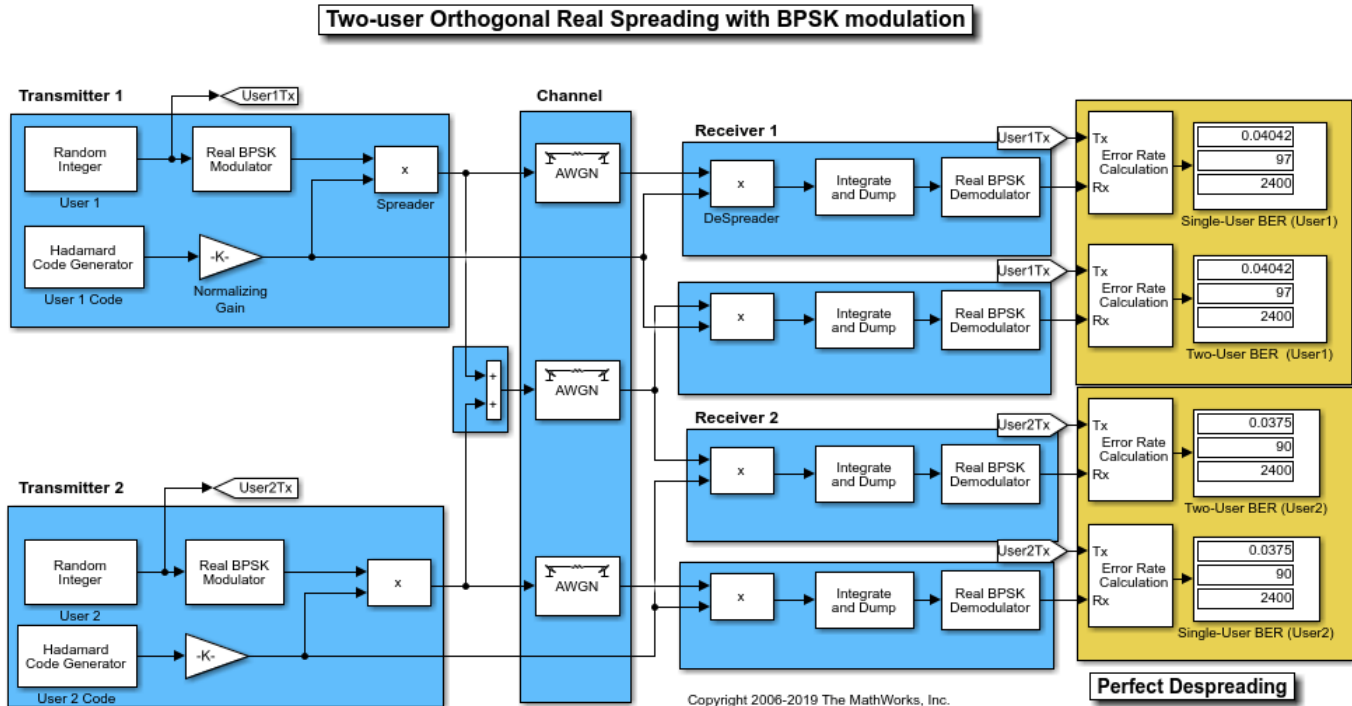 Two-user Orthogonal Real Spreading with BPSK modulation
Transmitter 1
User1Tx
Random
Integer
User 1
Real BPSK
Modulator
x
Spreader
Hadamard
Code Generator
User 1 Code
-K-
Normalizing
Gain
Channel
AWGN
+
+
AWGN
AWGN
Transmitter 2
User2Tx
Random
Integer
User 2
Real BPSK
Modulator
x
Hadamard
Code Generator
User 2 Code
-K-
Receiver 1
User1Tx
x
DeSpreader
Integrate
and Dump
Real BPSK
Demodulator
Tx
Error Rate
Calculation
Rx
0.04042
97
2400
Single-User BER (User1)
User1Tx
x
Integrate
and Dump
Real BPSK
Demodulator
Tx
Error Rate
Calculation
Rx
0.04042
97
2400
Two-User BER (User1)
Receiver 2
User2Tx
x
Integrate
and Dump
Real BPSK
Demodulator
Tx
Error Rate
Calculation
Rx
0.0375
90
2400
Two-User BER (User2)
User2Tx
x
Integrate
and Dump
Real BPSK
Demodulator
Tx
Error Rate
Calculation
Rx
0.0375
90
2400
Single-User BER (User2)
Perfect Despreading
Copyright 2006-2019 The MathWorks, Inc.